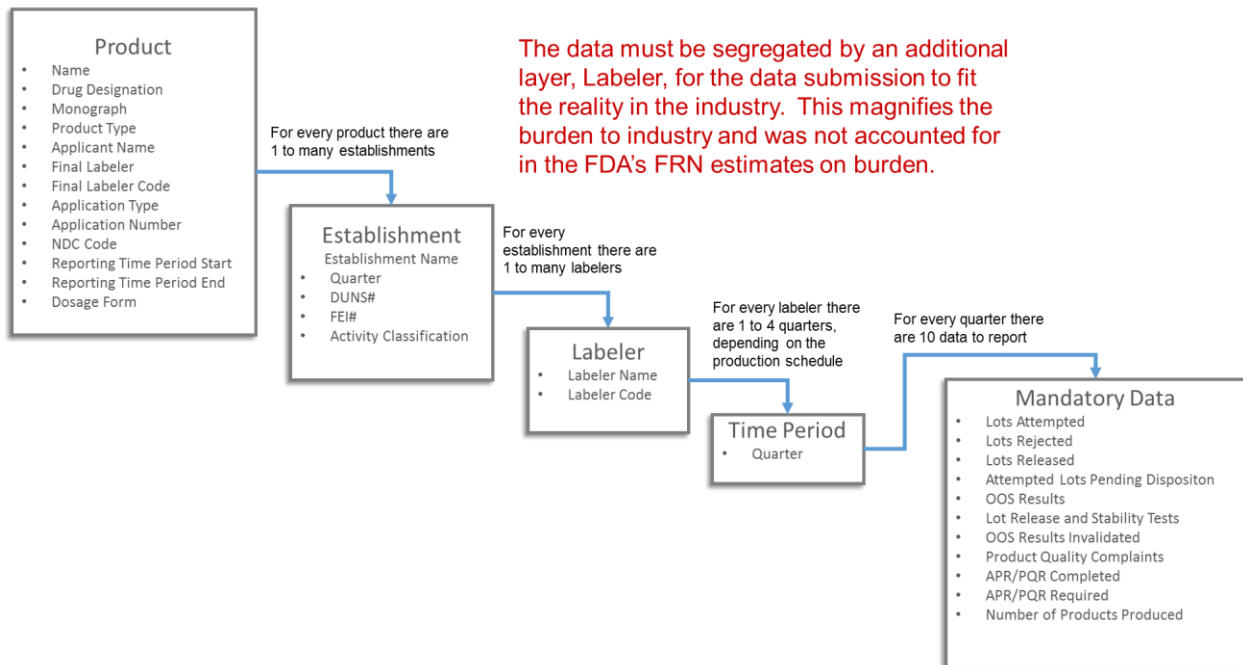 Product
• Name
• Drug Designation
• Monograph
• Product Type
• Applicant Name
• Final Labeler
• Final Labeler Code
• Application Type
• Application Number
• NDC Code
• Reporting Time Period Start
• Reporting Time Period End
• Dosage Form
The data must be segregated by an additional
layer, Labeler, for the data submission to fit
the reality in the industry. This magnifies the
burden to industry and was not accounted for
in the FDA's FRN estimates on burden.
For every product there are
1 to many establishments
Establishment
Establishment Name
• Quarter
• DUNS#
• FEI#
• Activity Classification
For every
establishment there are
1 to many labelers
Labeler
• Labeler Name
• Labeler Code
For every labeler there
are 1 to 4 quarters,
depending on the
production schedule
Time Period
• Quarter
For every quarter there
are 10 data to report
Mandatory Data
• Lots Attempted
• Lots Rejected
• Lots Released
• Attempted Lots Pending Dispositon
• OOS Results
• Lot Release and Stability Tests
• OOS Results Invalidated
• Product Quality Complaints
• APR/PQR Completed
• APR/PQR Required
• Number of Products Produced